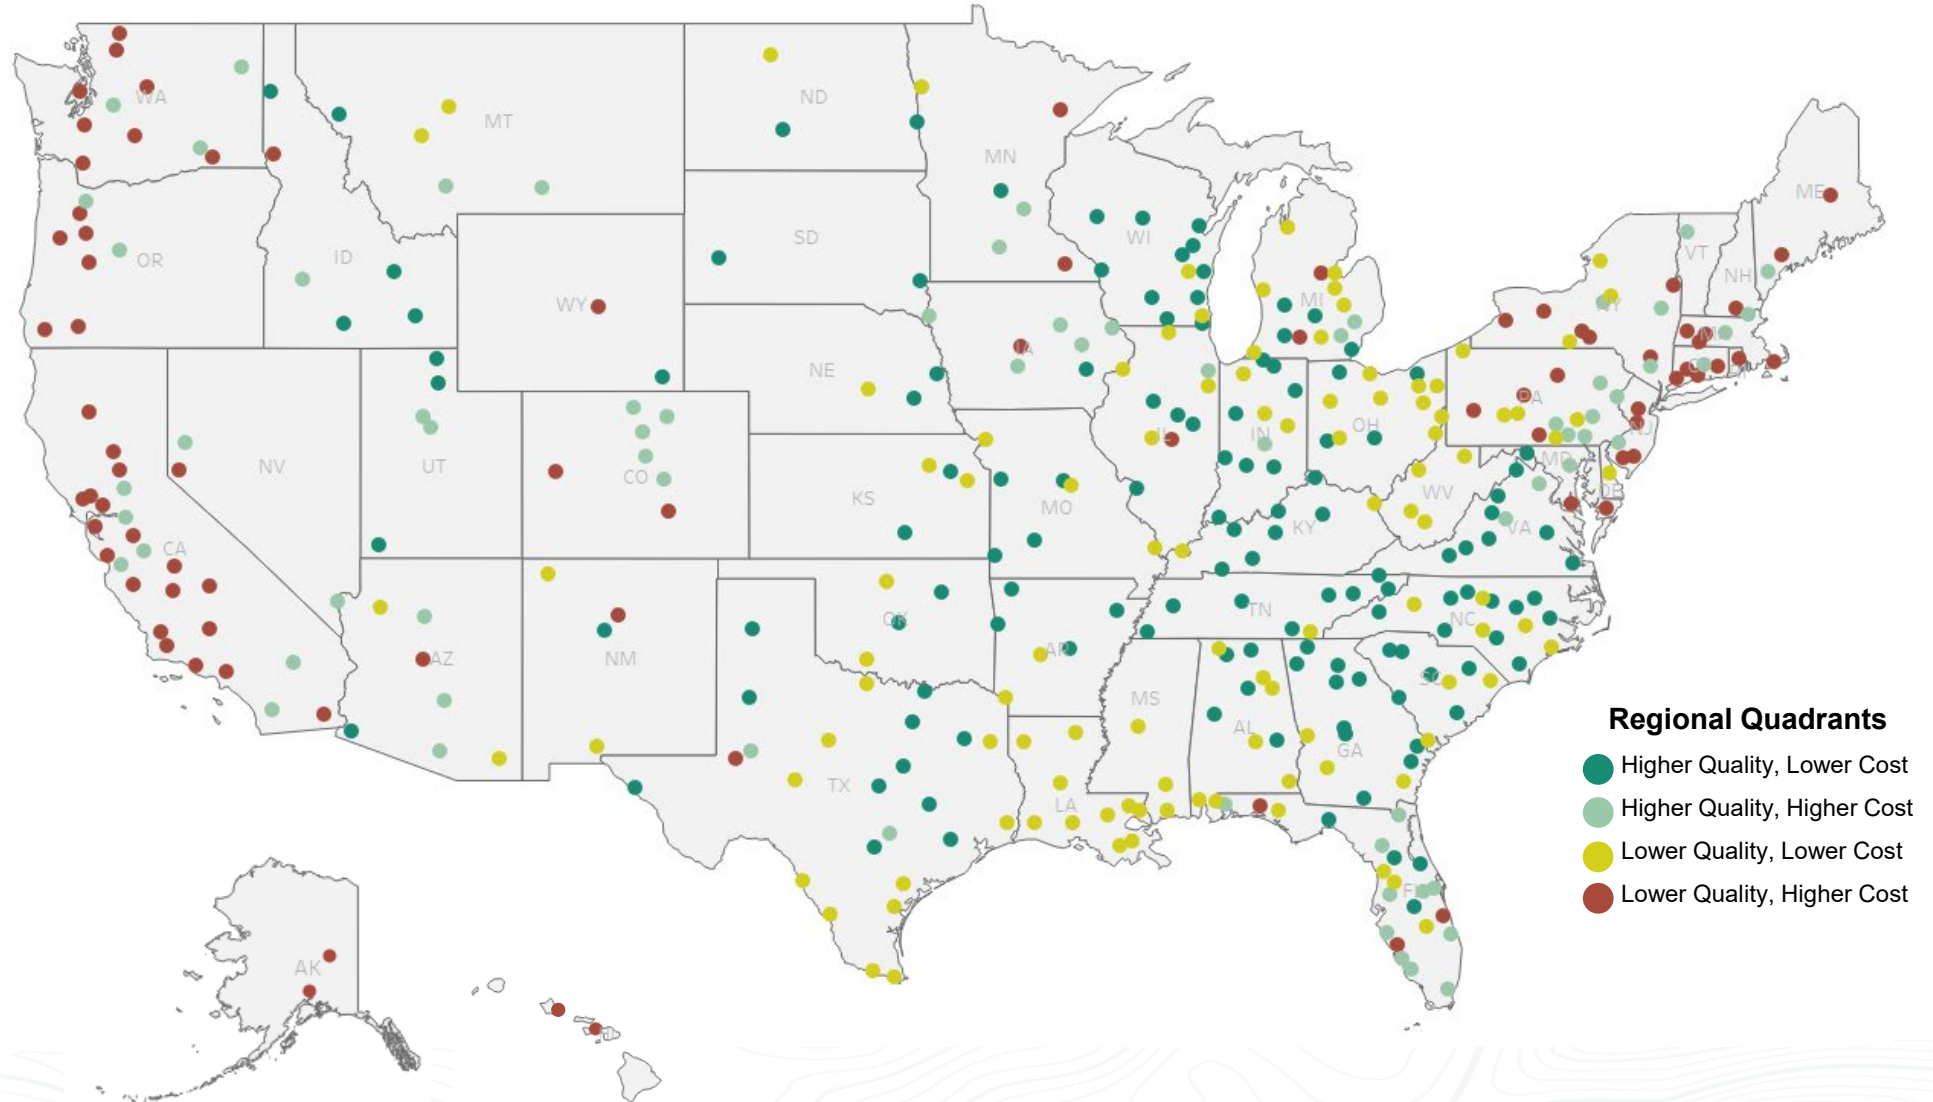 WA
MT
ND
MN
ME
OR
ID
SD
WI
VT
NH
WY
MI
NY
IA
NE
PA
NV
UT
CO
IL
IN
OH
NJ
MD
KS
MO
WV
DE
CA
KY
VA
AZ
NM
OK
TN
NC
AR
MS
SC
AL
GA
TX
LA
FL
AK
HI
Regional Quadrants
Higher Quality, Lower Cost
Higher Quality, Higher Cost
Lower Quality, Lower Cost
Lower Quality, Higher Cost